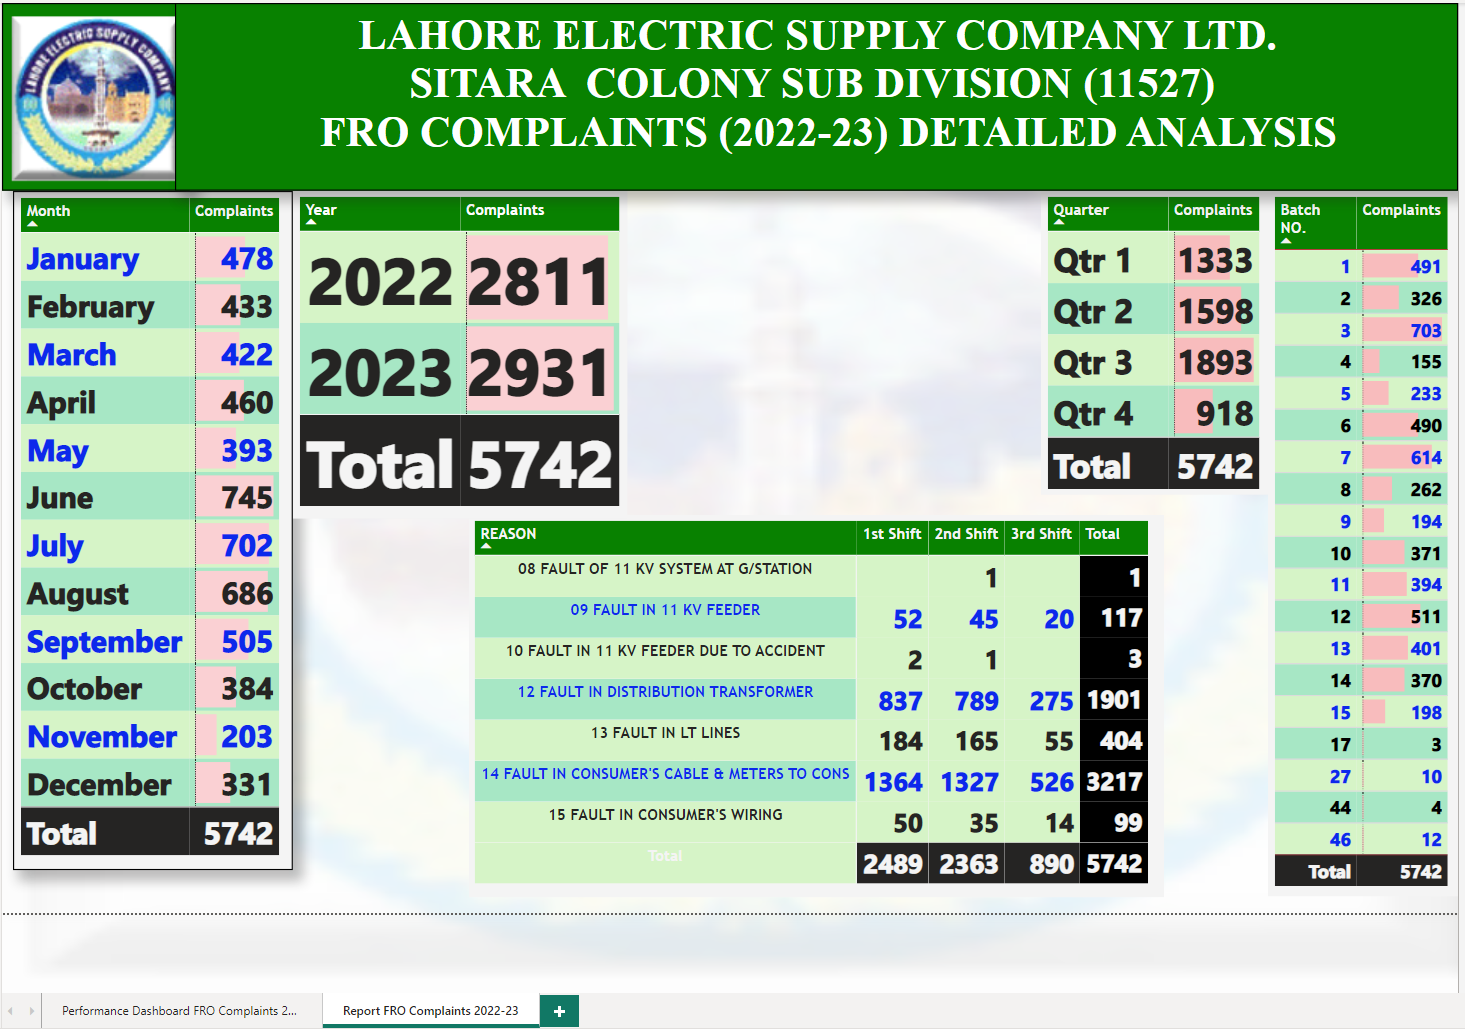 LAHORE ELECTRIC SUPPLY COMPANY
LAHORE ELECTRIC SUPPLY COMPANY LTD.
SITARA COLONY SUB DIVISION (11527)
FRO COMPLAINTS (2022-23) DETAILED ANALYSIS
Month Complaints
January 478
February 433
March 422
April 460
May 393
June 745
July 702
August 686
September 505
October 384
November 203
December 331
Total 5742
Year Complaints
2022 2811
2023 2931
Total 5742
Quarter Complaints
Qtr 1 1333
Qtr 2 1598
Qtr 3 1893
Qtr 4 918
Total 5742
Batch Complaints
NO.
1 491
2 326
3 703
4 155
5 233
6 490
7 614
8 262
9 194
10 371
11 394
12 511
13 401
14 370
15 198
17 3
27 10
44 4
46 12
Total 5742
REASON 1st Shift 2nd Shift 3rd Shift Total
08 FAULT OF 11 KV SYSTEM AT G/STATION 1 1
09 FAULT IN 11 KV FEEDER 52 45 20 117
10 FAULT IN 11 KV FEEDER DUE TO ACCIDENT 2 1 3
12 FAULT IN DISTRIBUTION TRANSFORMER 837 789 275 1901
13 FAULT IN LT LINES 184 165 55 404
14 FAULT IN CONSUMER'S CABLE & METERS TO CONS 1364 1327 526 3217
15 FAULT IN CONSUMER'S WIRING 50 35 14 99
Total 2489 2363 890 5742
Performance Dashboard FRO Complaints 2... Report FRO Complaints 2022-23 +